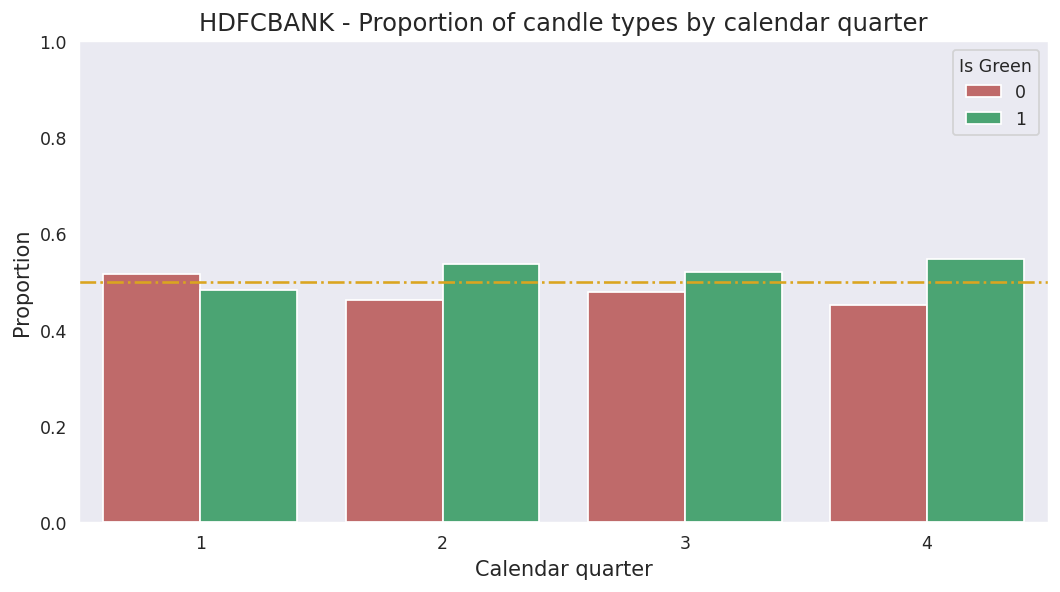 HDFCBANK - Proportion of candle types by calendar quarter
1.0
0.8
0.6
0.4
0.2
0.0
Proportion
Is Green
0
1
1 2 3 4
Calendar quarter